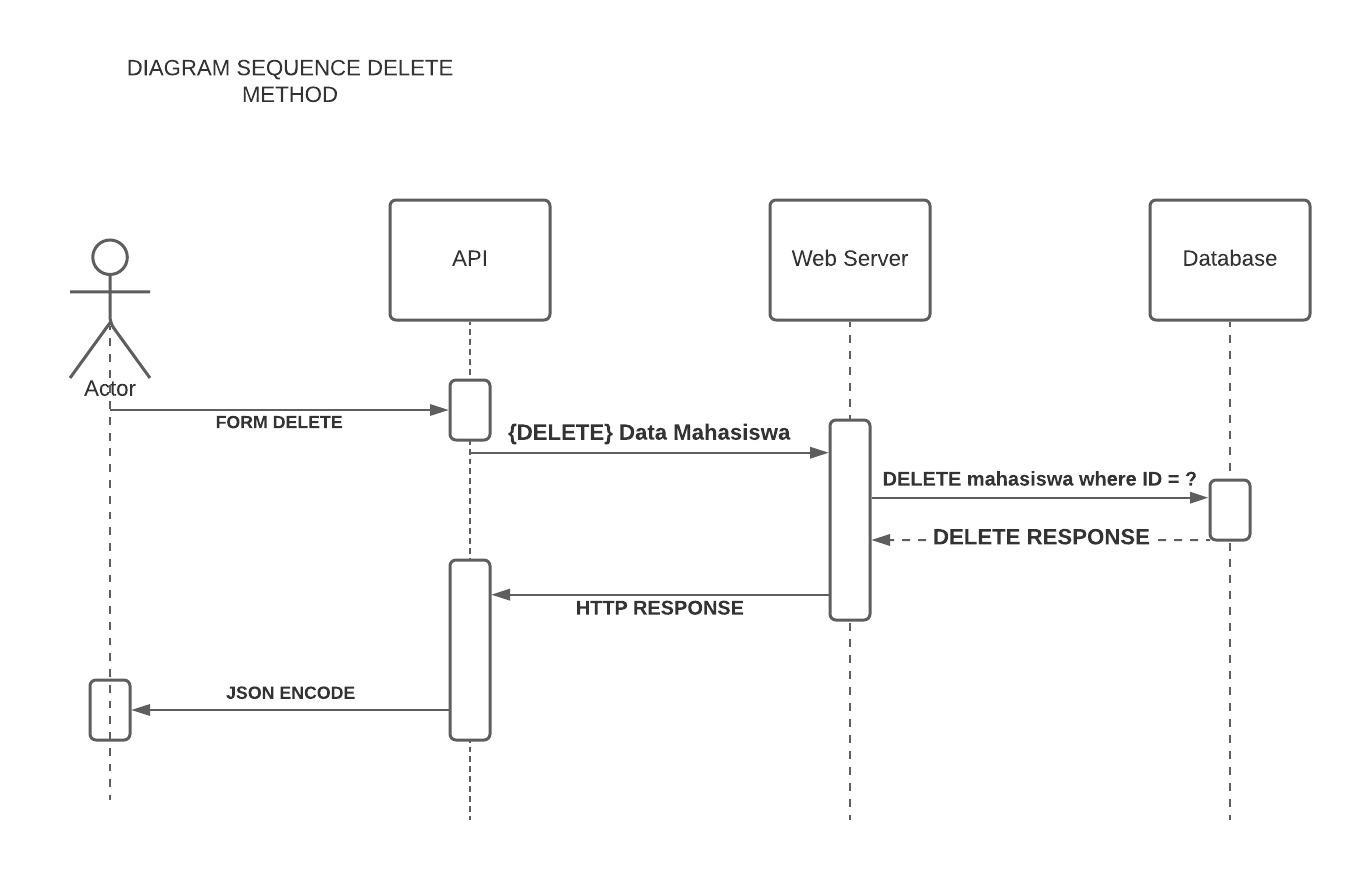 DIAGRAM SEQUENCE DELETE
METHOD
API
Web Server
Database
Actor
FORM DELETE
{DELETE} Data Mahasiswa
DELETE mahasiswa where ID = ?
DELETE RESPONSE
HTTP RESPONSE
JSON ENCODE